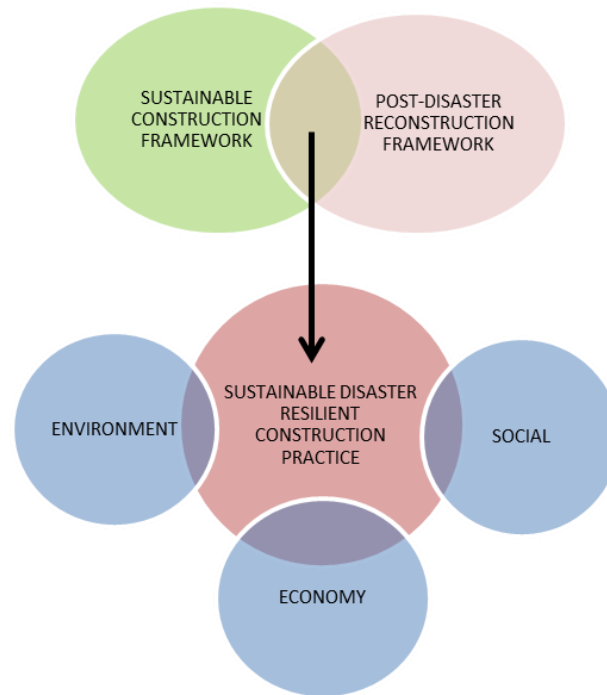 SUSTAINABLE
CONSTRUCTION
FRAMEWORK
POST-DISASTER
RECONSTRUCTION
FRAMEWORK
ENVIRONMENT
SUSTAINABLE DISASTER
RESILIENT
CONSTRUCTION
PRACTICE
SOCIAL
ECONOMY